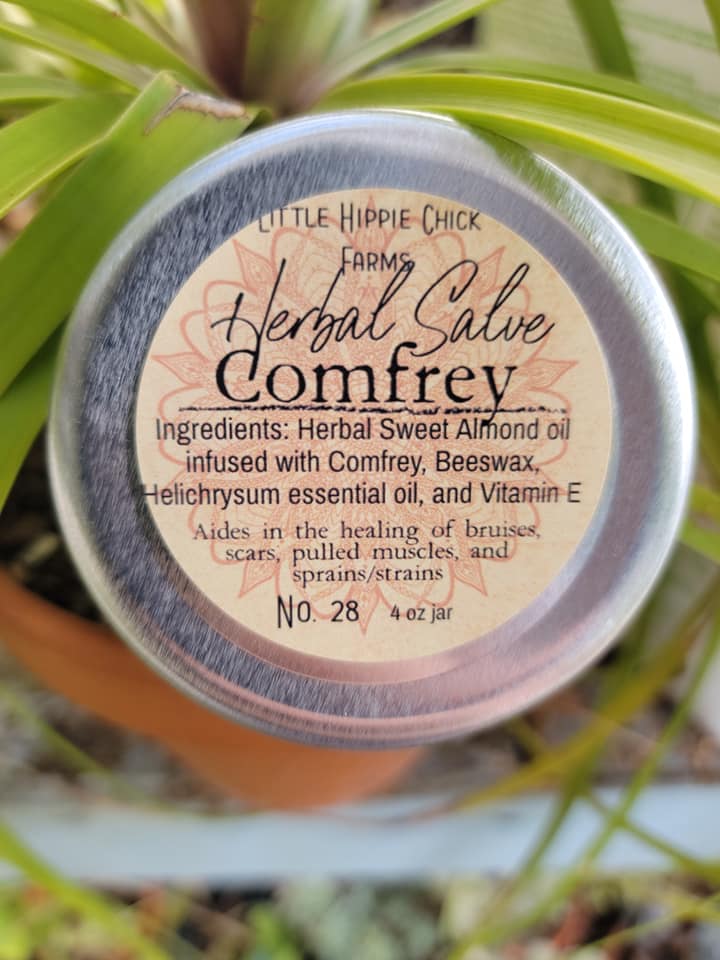 Little Hippie Chick
Farms
Herbal Salve
Comfrey
Ingredients: Herbal Sweet Almond oil
infused with Comfrey, Beeswax,
Helichrysum essential oil, and Vitamin E
Aides in the healing of bruises,
scars, pulled muscles, and
sprains/strains
No. 28 4 oz jar